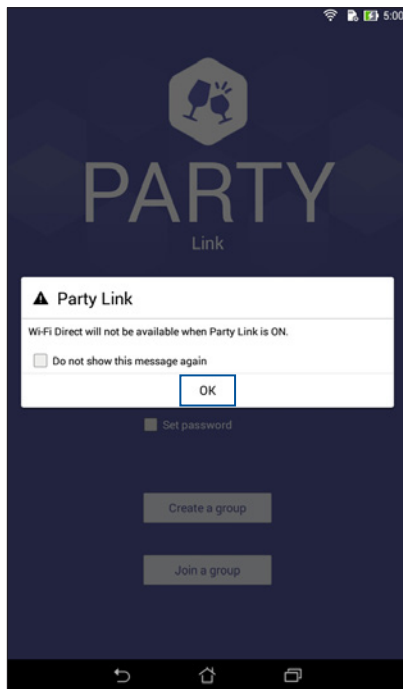 5:00
PARTY
Link
Party Link
Wi-Fi Direct will not be available when Party Link is ON.
Do not show this message again
OK
Set password
Create a group
Join a group